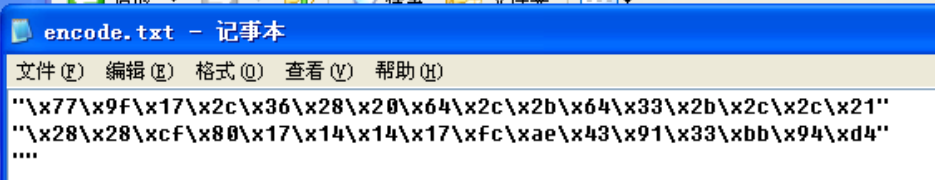 encode.txt - 记事本
文件(F) 编辑(E) 格式(O) 查看(V) 帮助(H)
"\x77\x9f\x17\x2c\x36\x28\x20\x64\x2c\x2b\x64\x33\x2b\x2c\x2c\x21"
"\x28\x28\xcf\x80\x17\x14\x14\x17\xfc\xae\x43\x91\x33\xbb\x94\xd4"
""